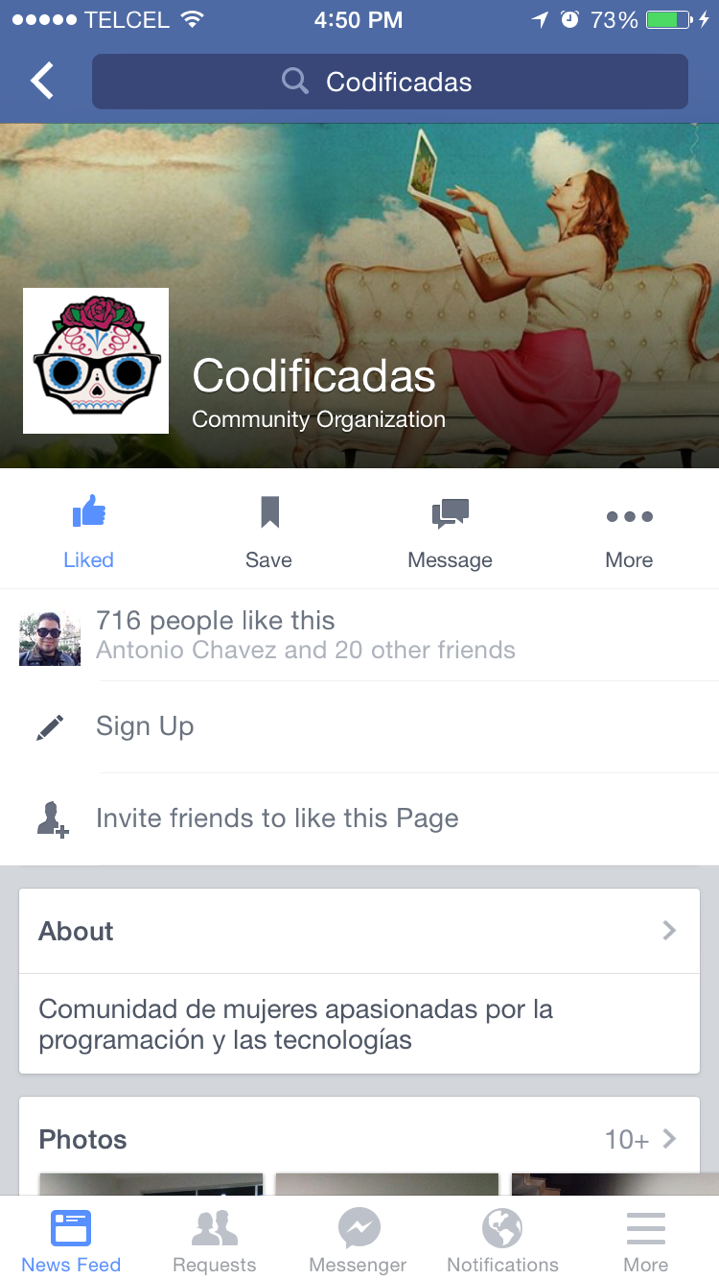 TELCEL 4:50 PM 73%
Codificadas
Codificadas
Community Organization
Liked Save Message More
716 people like this
Antonio Chavez and 20 other friends
Sign Up
Invite friends to like this Page
About
Comunidad de mujeres apasionadas por la
programación y las tecnologías
Photos 10+
News Feed Requests Messenger Notifications More